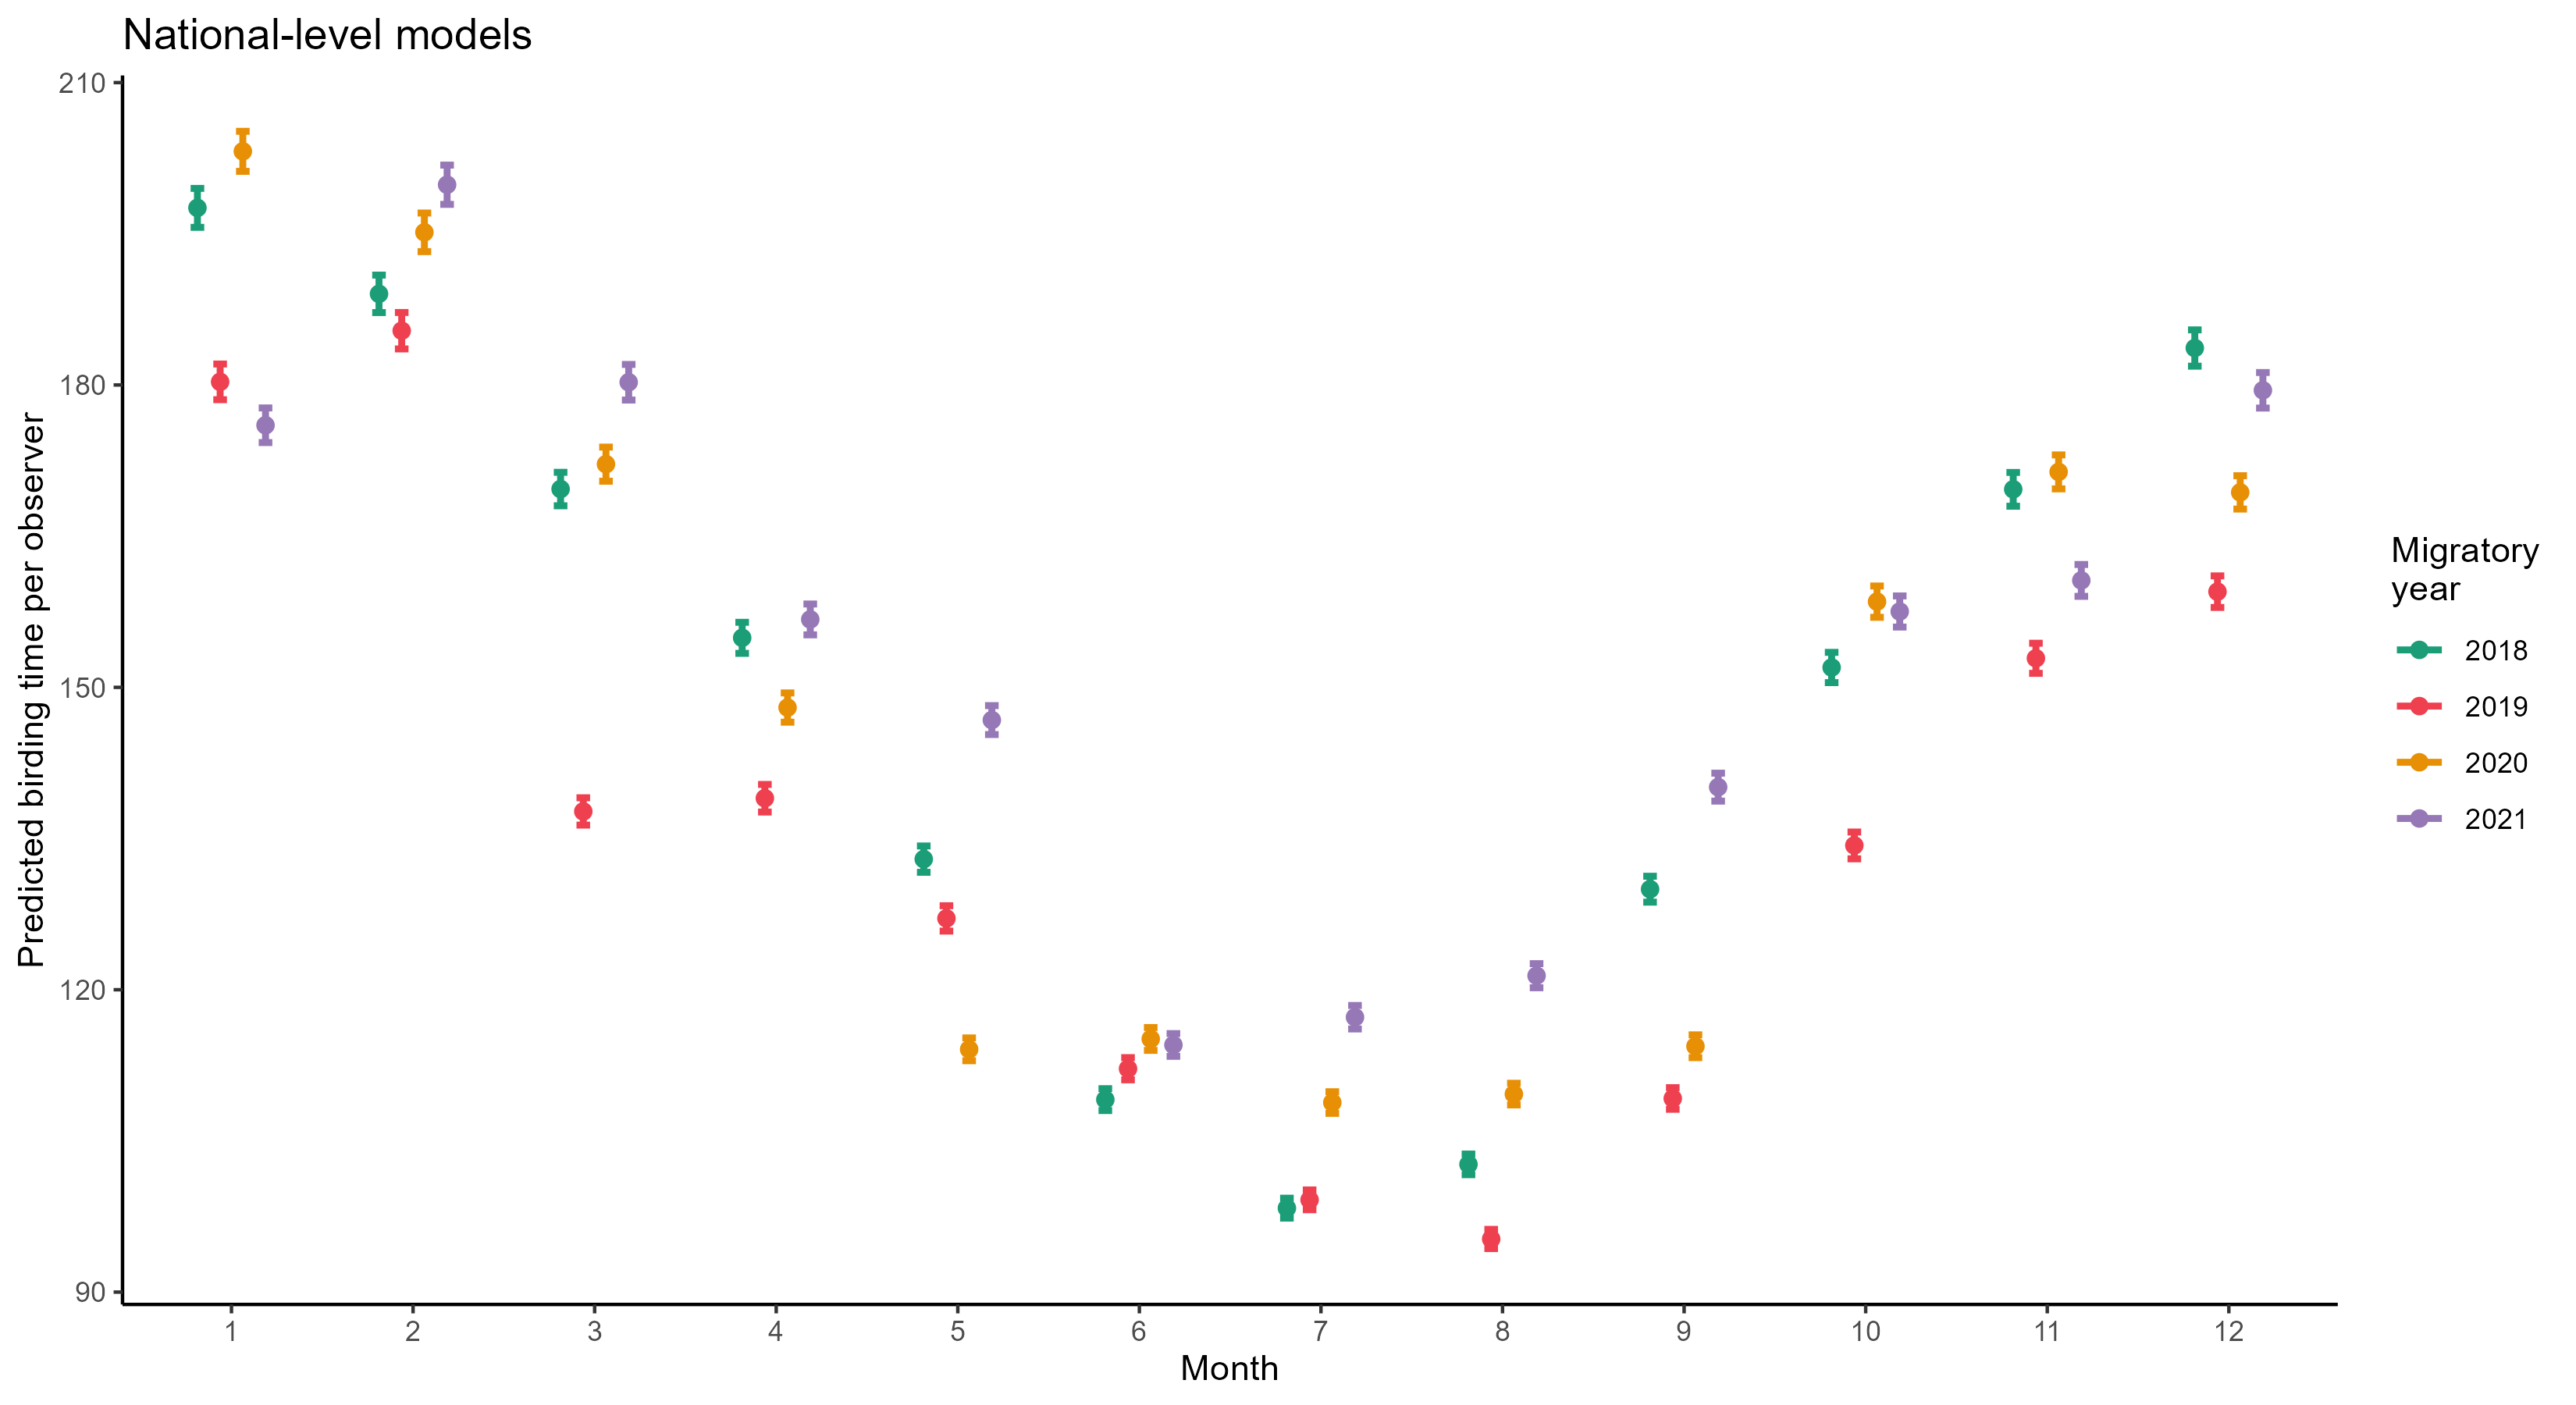 National-level models
Predicted birding time per observer
210
180
150
120
90
1 2 3 4 5 6 7 8 9 10 11 12
Month
Migratory
year
2018
2019
2020
2021